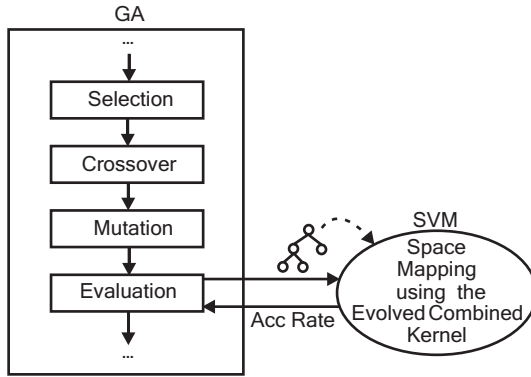 GA
...
Selection
Crossover
Mutation
Evaluation
...
Acc Rate
SVM
Space
Mapping
using the
Evolved Combined
Kernel